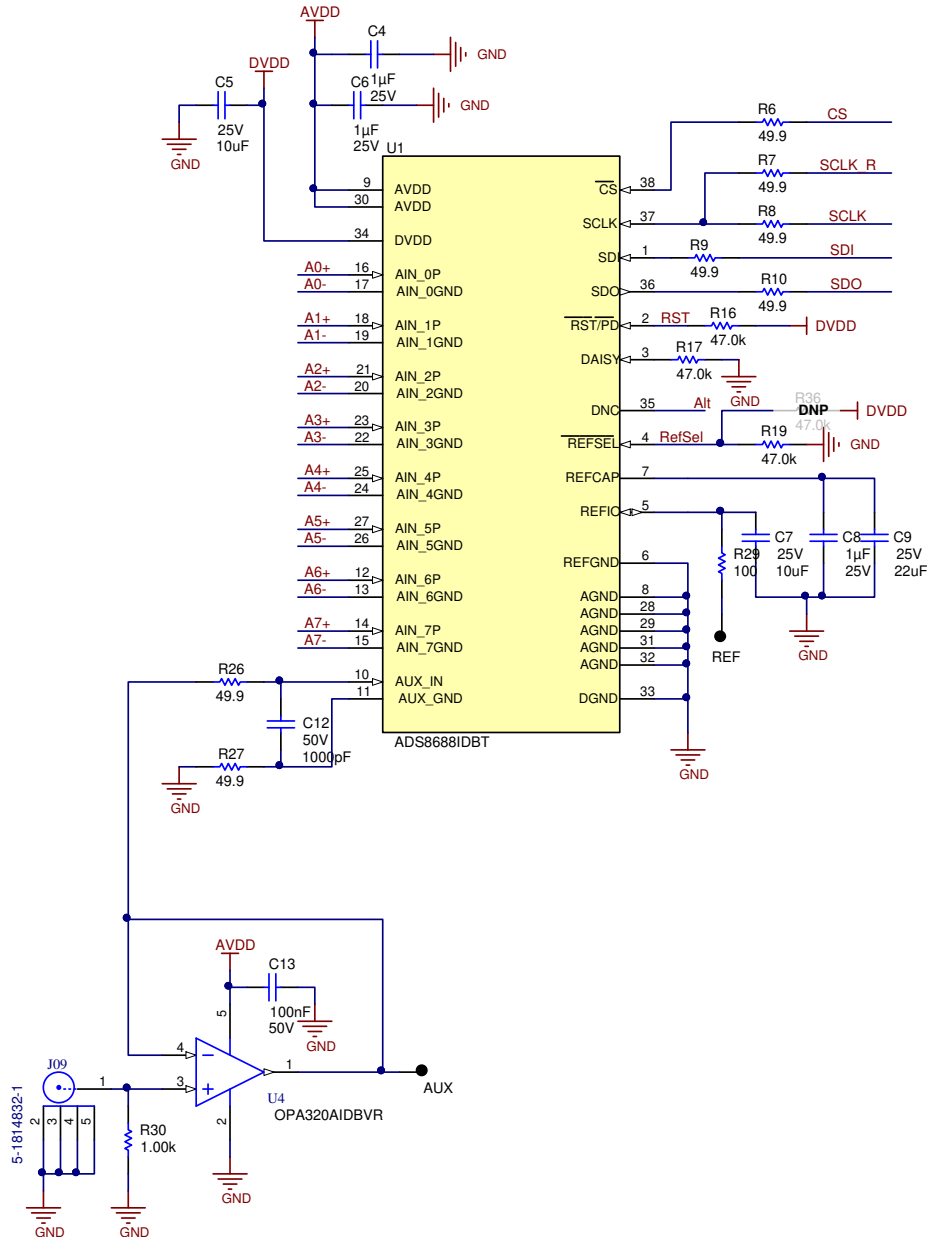 AVDD
C4
1µF
25V
GND
DVDD
C5
25V
10uF
GND
C6
1µF
25V
GND
U1
R6
49.9
CS
R7
49.9
SCLK_R
R8
49.9
SCLK
R9
49.9
SDI
R10
49.9
SDO
RST
R16
47.0k
DVDD
R17
47.0k
GND
Alt
R36
DNP
47.0k
DVDD
RefSel
R19
47.0k
GND
9 AVDD
30 AVDD
34 DVDD
A0+ 16 AIN_0P
A0- 17 AIN_0GND
A1+ 18 AIN_1P
A1- 19 AIN_1GND
A2+ 21 AIN_2P
A2- 20 AIN_2GND
A3+ 23 AIN_3P
A3- 22 AIN_3GND
A4+ 25 AIN_4P
A4- 24 AIN_4GND
A5+ 27 AIN_5P
A5- 26 AIN_5GND
A6+ 12 AIN_6P
A6- 13 AIN_6GND
A7+ 14 AIN_7P
A7- 15 AIN_7GND
10 AUX_IN
11 AUX_GND
CS 38
SCLK 37
SDI 1
SDO 36
RST/PD 2
DAISY 3
DNC 35
REFSEL 4
REFCAP 7
REFIO 5
REFGND 6
AGND 8
AGND 28
AGND 29
AGND 31
AGND 32
DGND 33
ADS8688IDBT
GND
R29
100
REF
C7
25V
10uF
C8
1µF
25V
C9
25V
22uF
GND
R26
49.9
C12
50V
1000pF
R27
49.9
GND
AVDD
C13
100nF
50V
GND
5
4
3
1
2
U4
OPA320AIDBVR
AUX
GND
J09
1
2
3
4
5
5-1814832-1
R30
1.00k
GND
GND